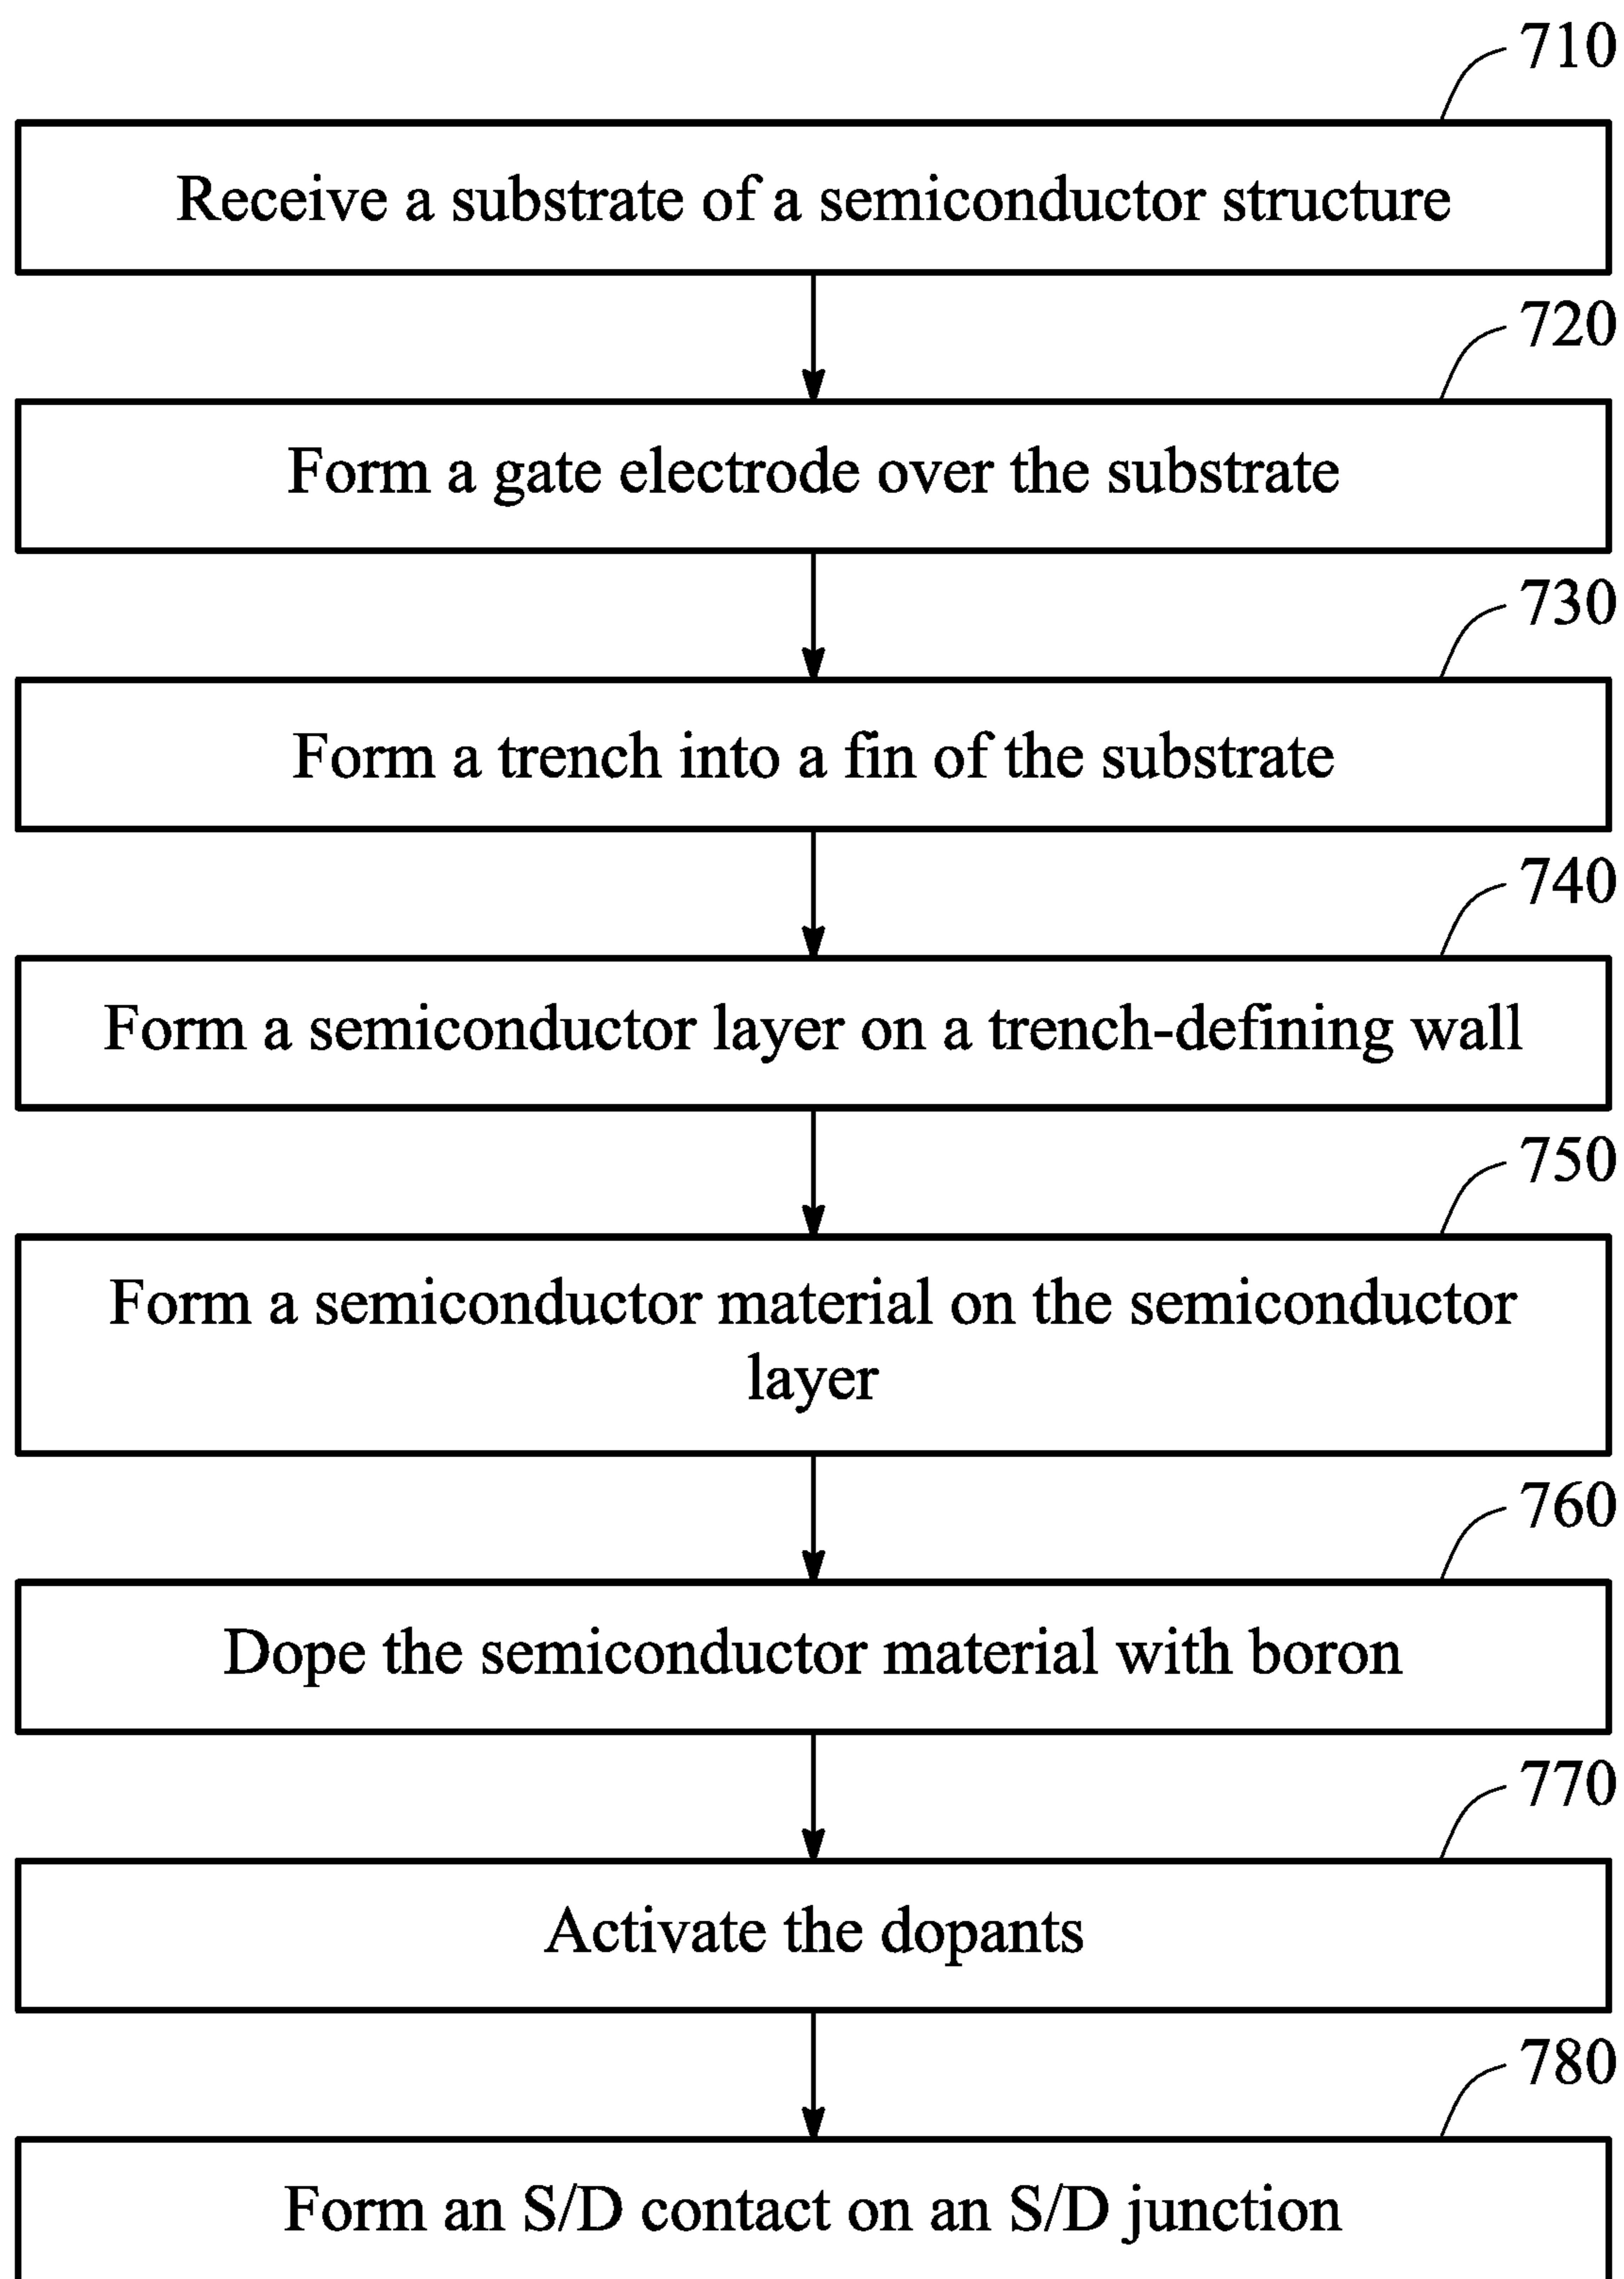 710
Receive a substrate of a semiconductor structure
720
Form a gate electrode over the substrate
730
Form a trench into a fin of the substrate
740
Form a semiconductor layer on a trench-defining wall
750
Form a semiconductor material on the semiconductor
layer
760
Dope the semiconductor material with boron
770
Activate the dopants
780
Form an S/D contact on an S/D junction